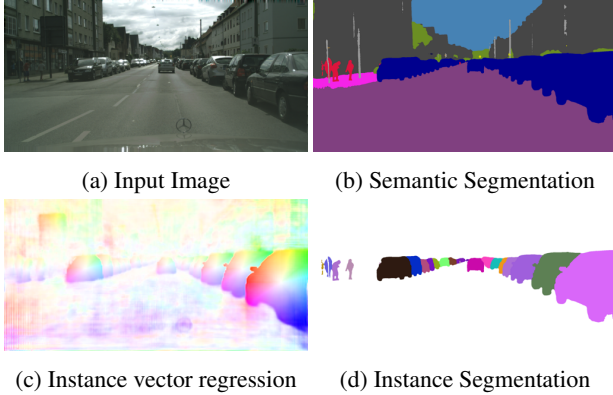 (a) Input Image
(b) Semantic Segmentation
(c) Instance vector regression
(d) Instance Segmentation